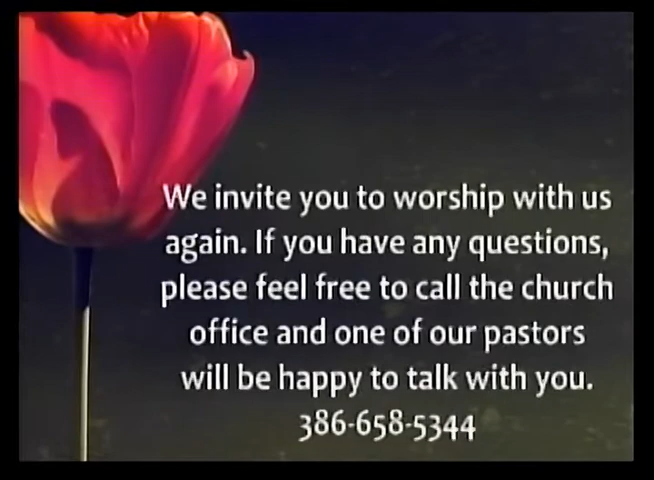 We invite you to worship with us
again. If you have any questions,
please feel free to call the church
office and one of our pastors
will be happy to talk with you.
386-658-5344